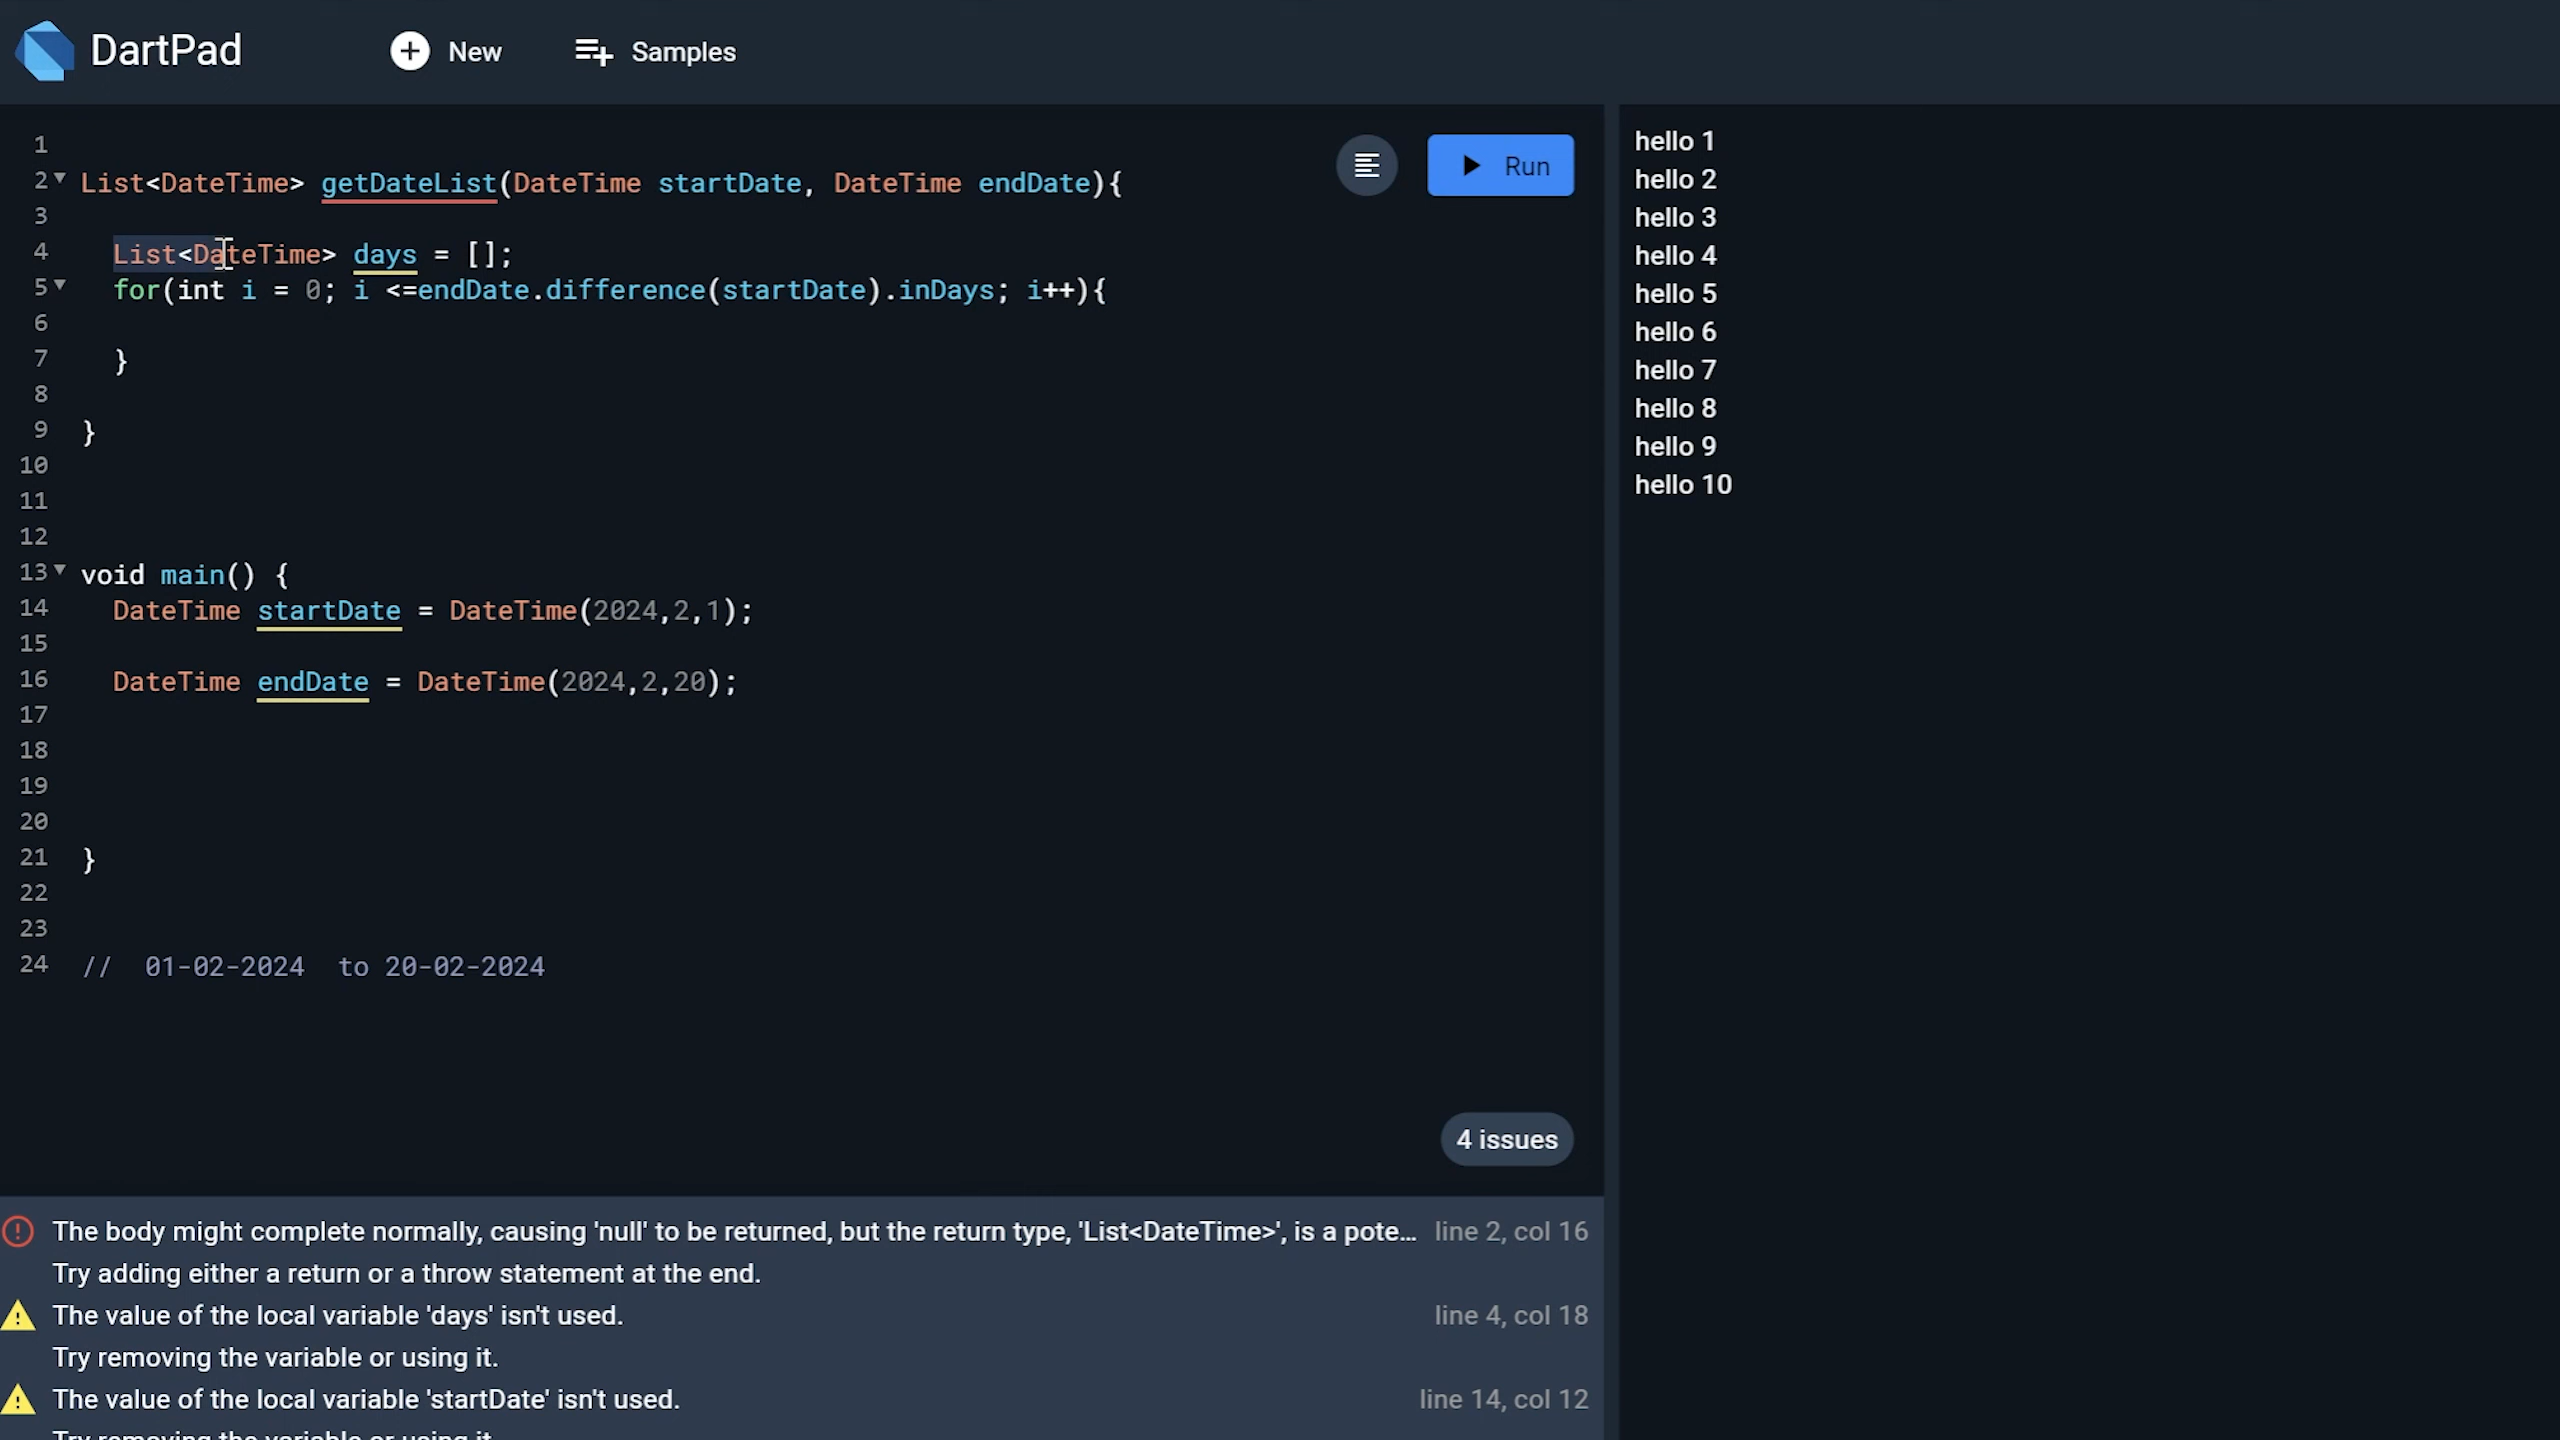 DartPad
New
Samples
1
2 List<DateTime> getDateList(DateTime startDate, DateTime endDate){
3
4 List<DateTime> days = [];
5 for(int i = 0; i <=endDate.difference(startDate).inDays; i++){
6
7 }
8
9 }
10
11
12
13 void main() {
14 DateTime startDate = DateTime(2024,2,1);
15
16 DateTime endDate = DateTime(2024,2,20);
17
18
19
20
21 }
22
23
24 //  01-02-2024  to 20-02-2024
Run
4 issues
The body might complete normally, causing 'null' to be returned, but the return type, 'List<DateTime>', is a pote... line 2, col 16
Try adding either a return or a throw statement at the end.
The value of the local variable 'days' isn't used. line 4, col 18
Try removing the variable or using it.
The value of the local variable 'startDate' isn't used. line 14, col 12
Try removing the variable or using it.
hello 1
hello 2
hello 3
hello 4
hello 5
hello 6
hello 7
hello 8
hello 9
hello 10